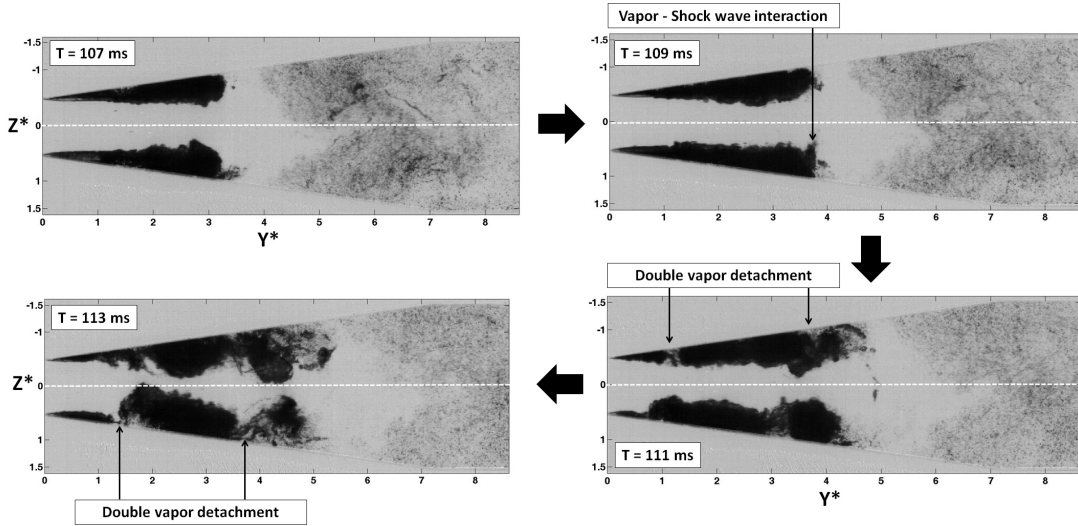 Vapor - Shock wave interaction
T = 107 ms
-1.5
-1
0
1
1.5
Z*
0 1 2 3 4 5 6 7 8
Y*
T = 109 ms
-1.5
-1
0
1
1.5
0 1 2 3 4 5 6 7 8
Double vapor detachment
T = 113 ms
-1.5
-1
0
1
1.5
Z*
0 1 2 3 4 5 6 7 8
Double vapor detachment
-1.5
-1
0
1
1.5
T = 111 ms
0 1 2 3 4 5 6 7 8
Y*